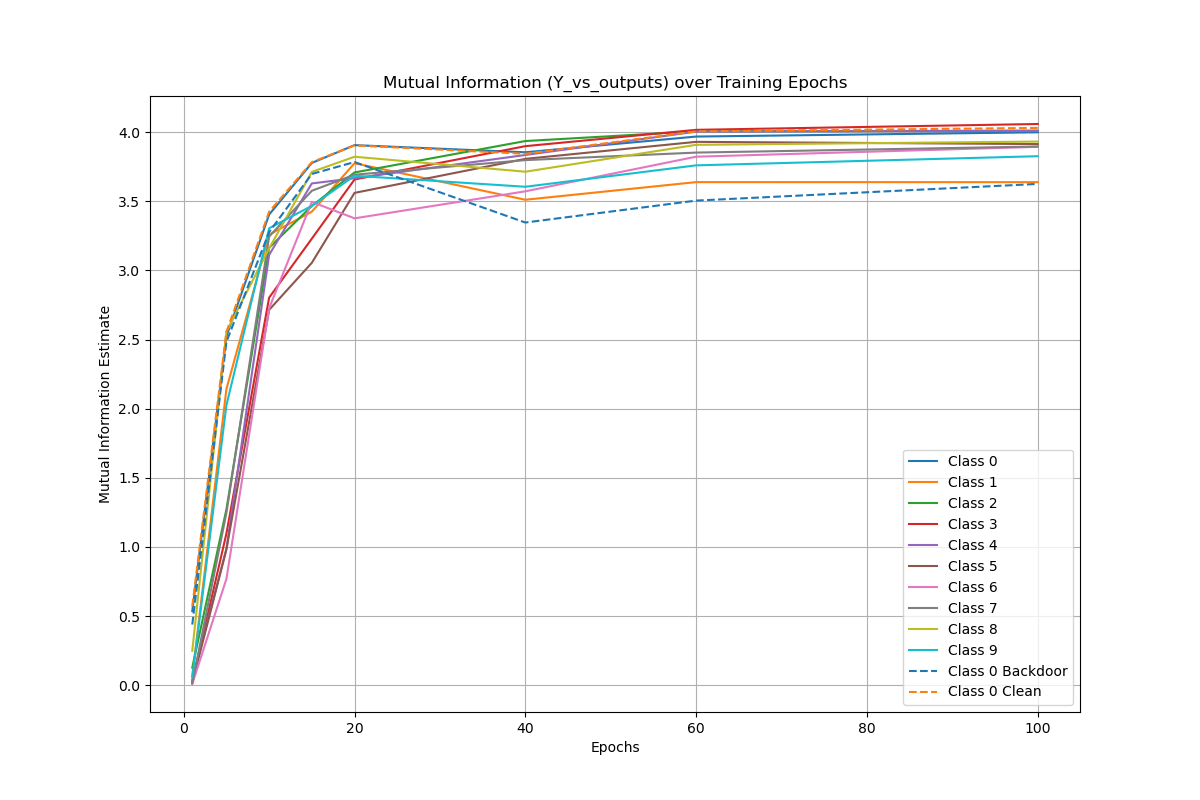 Mutual Information (Y_vs_outputs) over Training Epochs
Mutual Information Estimate
4.0
3.5
3.0
2.5
2.0
1.5
1.0
0.5
0.0
0
20
40
60
80
100
Epochs
Class 0
Class 1
Class 2
Class 3
Class 4
Class 5
Class 6
Class 7
Class 8
Class 9
Class 0 Backdoor
Class 0 Clean